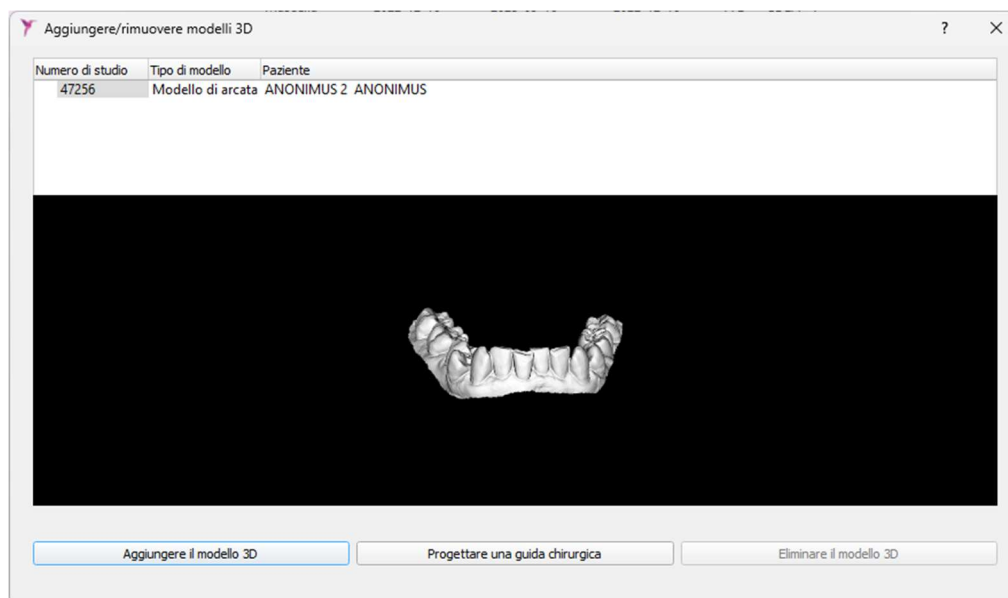 Aggiungere/rimuovere modelli 3D ?
Numero di studio Tipo di modello Paziente
47256 Modello di arcata ANONIMUS 2 ANONIMUS
Aggiungere il modello 3D Progettare una guida chirurgica Eliminare il modello 3D